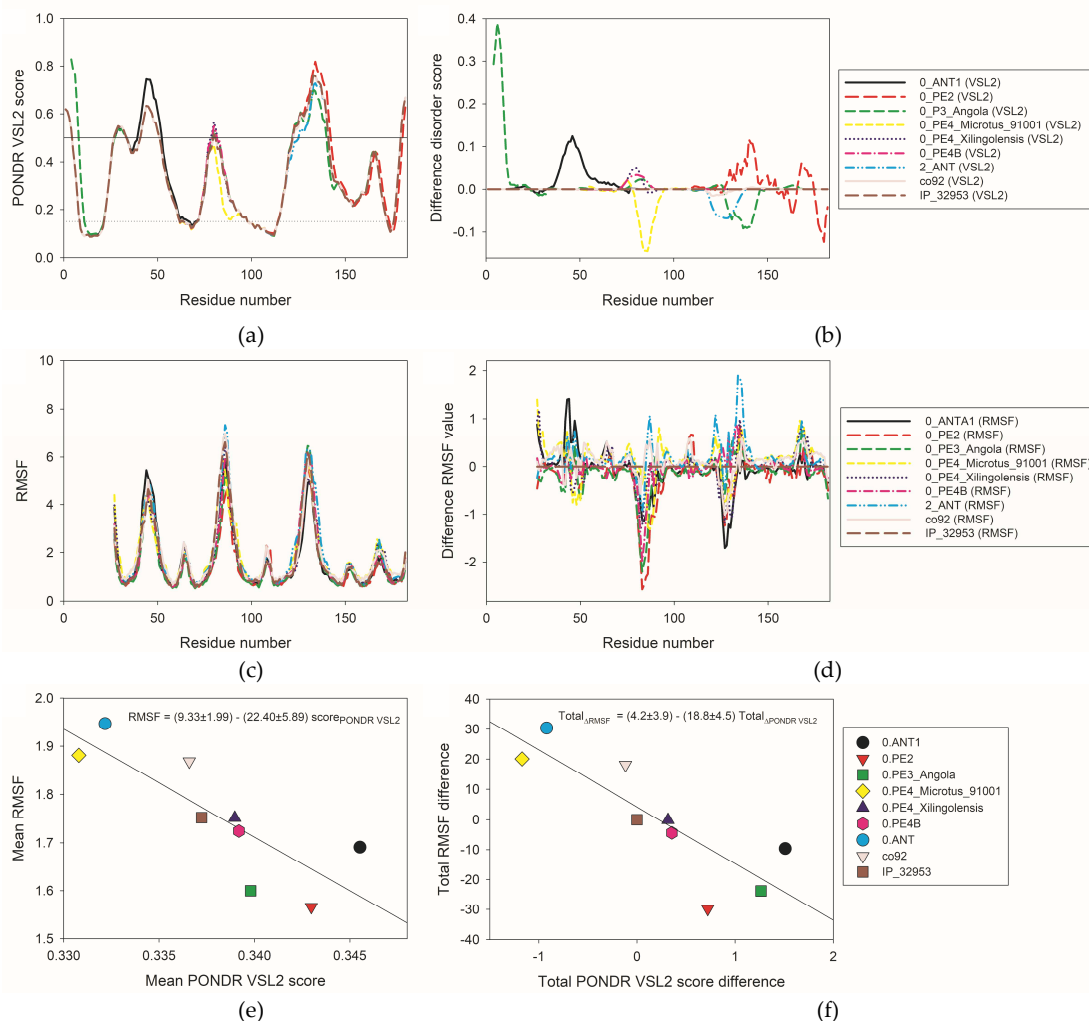 (a)
PONDR VSL2 score
1.0
0.8
0.6
0.4
0.2
0.0
0
50
100
150
Residue number
(b)
Difference disorder score
0.4
0.3
0.2
0.1
0.0
-0.1
0
50
100
150
Residue number
0_ANT1 (VSL2)
0_PE2 (VSL2)
0_P3_Angola (VSL2)
0_PE4_Microtus_91001 (VSL2)
0_PE4_Xilingolensis (VSL2)
0_PE4B (VSL2)
2_ANT (VSL2)
co92 (VSL2)
IP_32953 (VSL2)
(c)
RMSF
10
8
6
4
2
0
0
50
100
150
Residue number
(d)
Difference RMSF value
2
1
0
-1
-2
0
50
100
150
Residue number
0_ANTA1 (RMSF)
0_PE2 (RMSF)
0_PE3_Angola (RMSF)
0_PE4_Microtus_91001 (RMSF)
0_PE4_Xilingolensis (RMSF)
0_PE4B (RMSF)
2_ANT (RMSF)
co92 (RMSF)
IP_32953 (RMSF)
(e)
RMSF = (9.33±1.99) - (22.40±5.89) score PONDR VSL2
Mean RMSF
2.0
1.9
1.8
1.7
1.6
1.5
0.330
0.335
0.340
0.345
Mean PONDR VSL2 score
(f)
Total ΔRMSF = (4.2±3.9) - (18.8±4.5) Total ΔPONDR VSL2
Total RMSF difference
40
30
20
10
0
-10
-20
-30
-40
-1
0
1
2
Total PONDR VSL2 score difference
0.ANT1
0.PE2
0.PE3_Angola
0.PE4_Microtus_91001
0.PE4_Xilingolensis
0.PE4B
0.ANT
co92
IP_32953